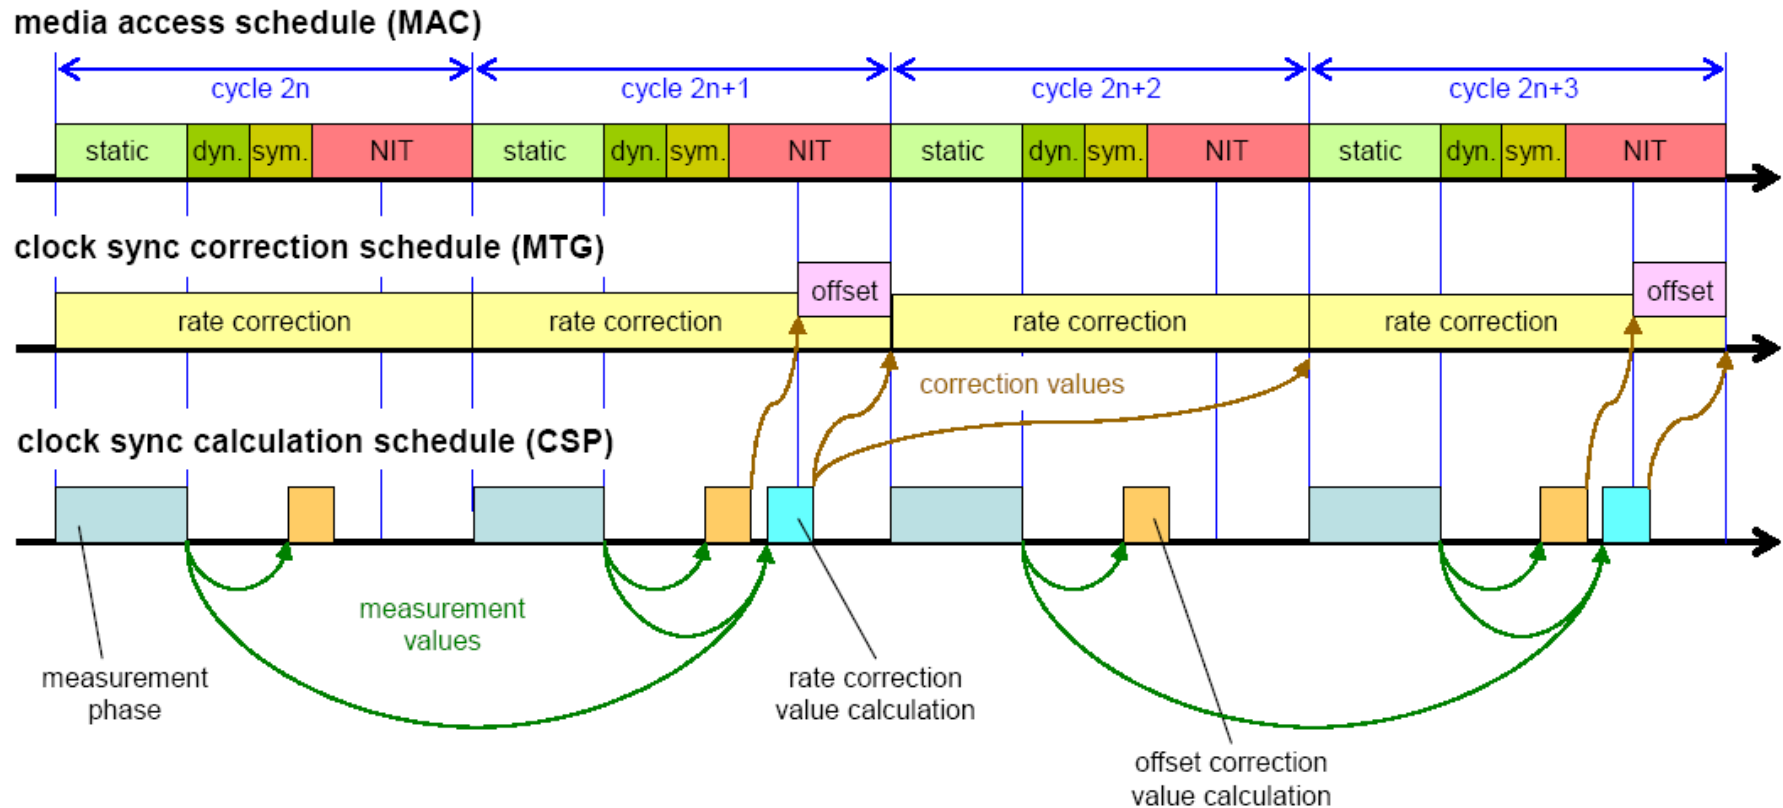 media access schedule (MAC)
cycle 2n cycle 2n+1 cycle 2n+2 cycle 2n+3
static dyn. sym. NIT static dyn. sym. NIT static dyn. sym. NIT static dyn. sym. NIT
clock sync correction schedule (MTG)
offset offset
rate correction rate correction rate correction rate correction
correction values
clock sync calculation schedule (CSP)
measurement
values
measurement
phase
rate correction
value calculation
offset correction
value calculation